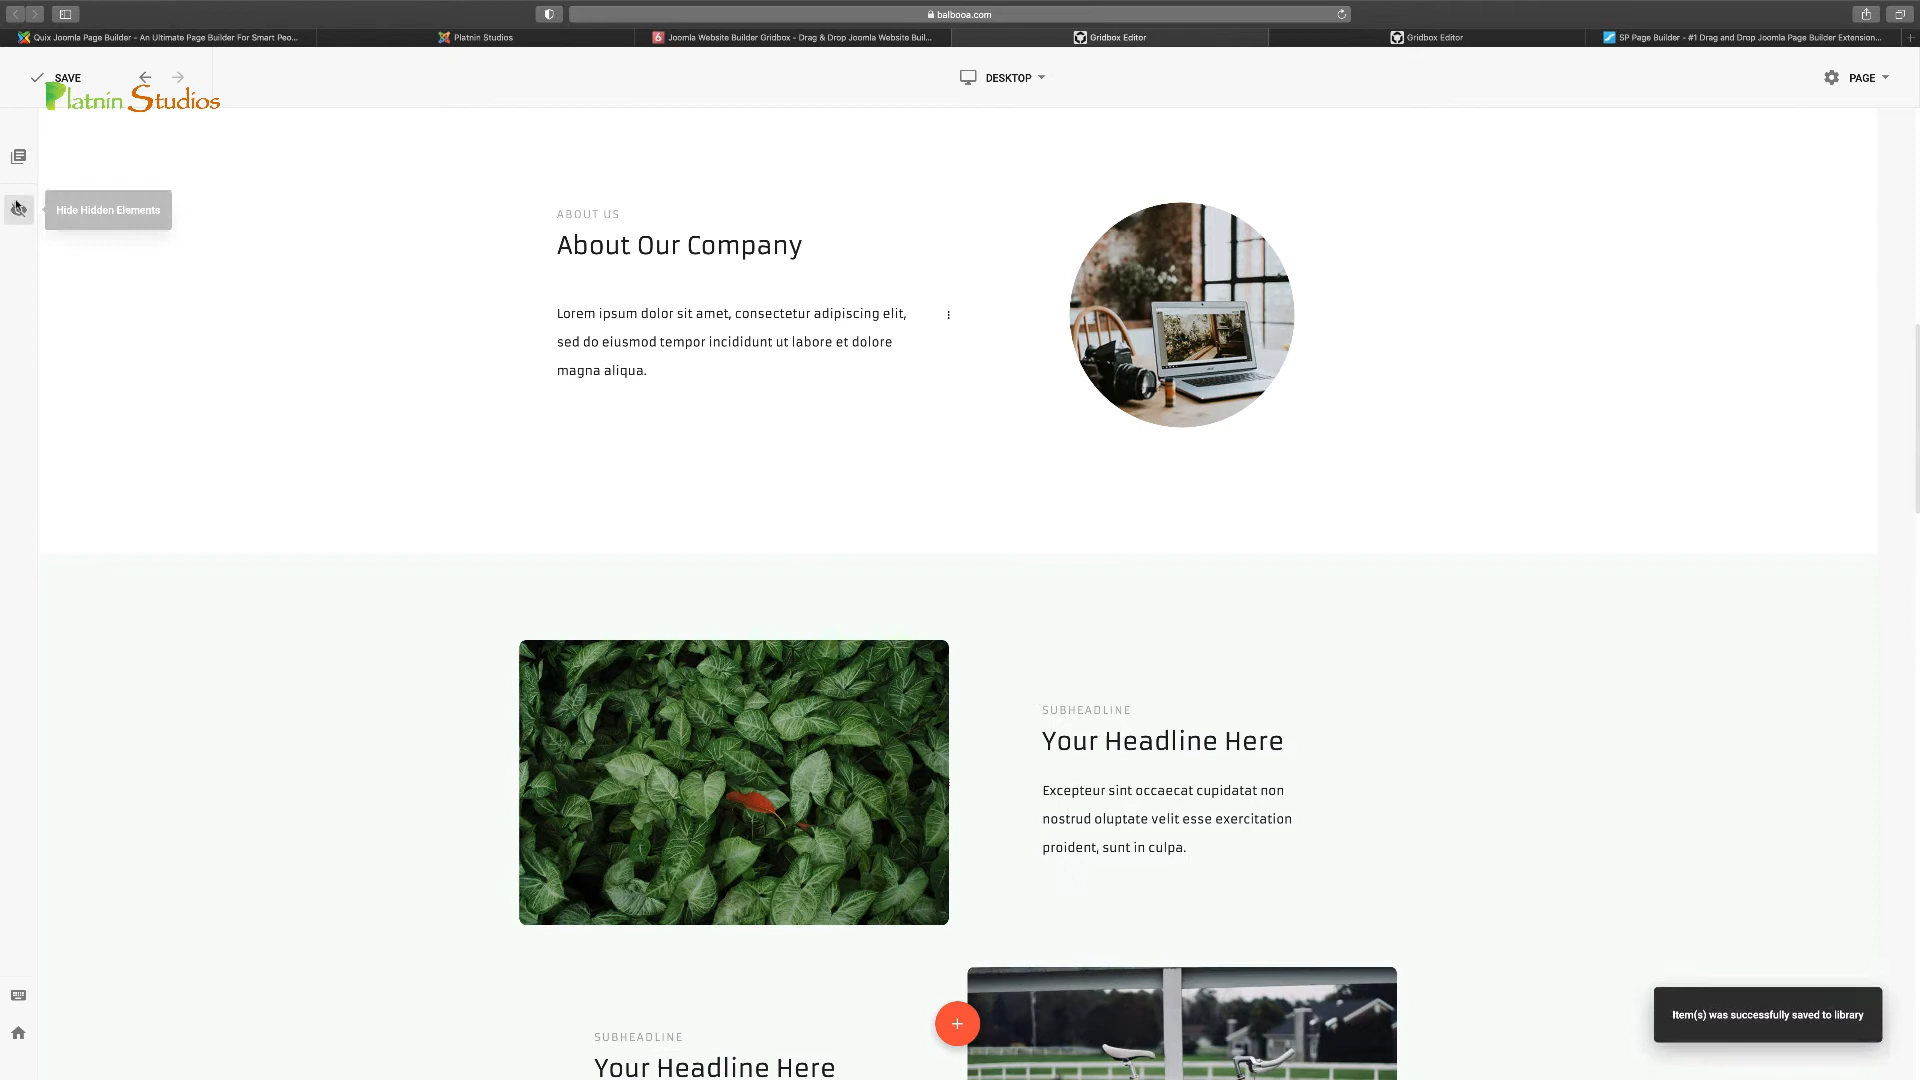 balbooa.com
Quix Joomla Page Builder - An Ultimate Page Builder For Smart Peo...
Platnin Studios
Joomla Website Builder Gridbox - Drag & Drop Joomla Website Buil...
Gridbox Editor
Gridbox Editor
SP Page Builder - #1 Drag and Drop Joomla Page Builder Extension...
SAVE
DESKTOP
PAGE
Platnin Studios
Hide Hidden Elements
ABOUT US
About Our Company
Lorem ipsum dolor sit amet, consectetur adipiscing elit,
sed do eiusmod tempor incididunt ut labore et dolore
magna aliqua.
SUBHEADLINE
Your Headline Here
Excepteur sint occaecat cupidatat non
nostrud oluptate velit esse exercitation
proident, sunt in culpa.
SUBHEADLINE
Your Headline Here
Item(s) was successfully saved to library